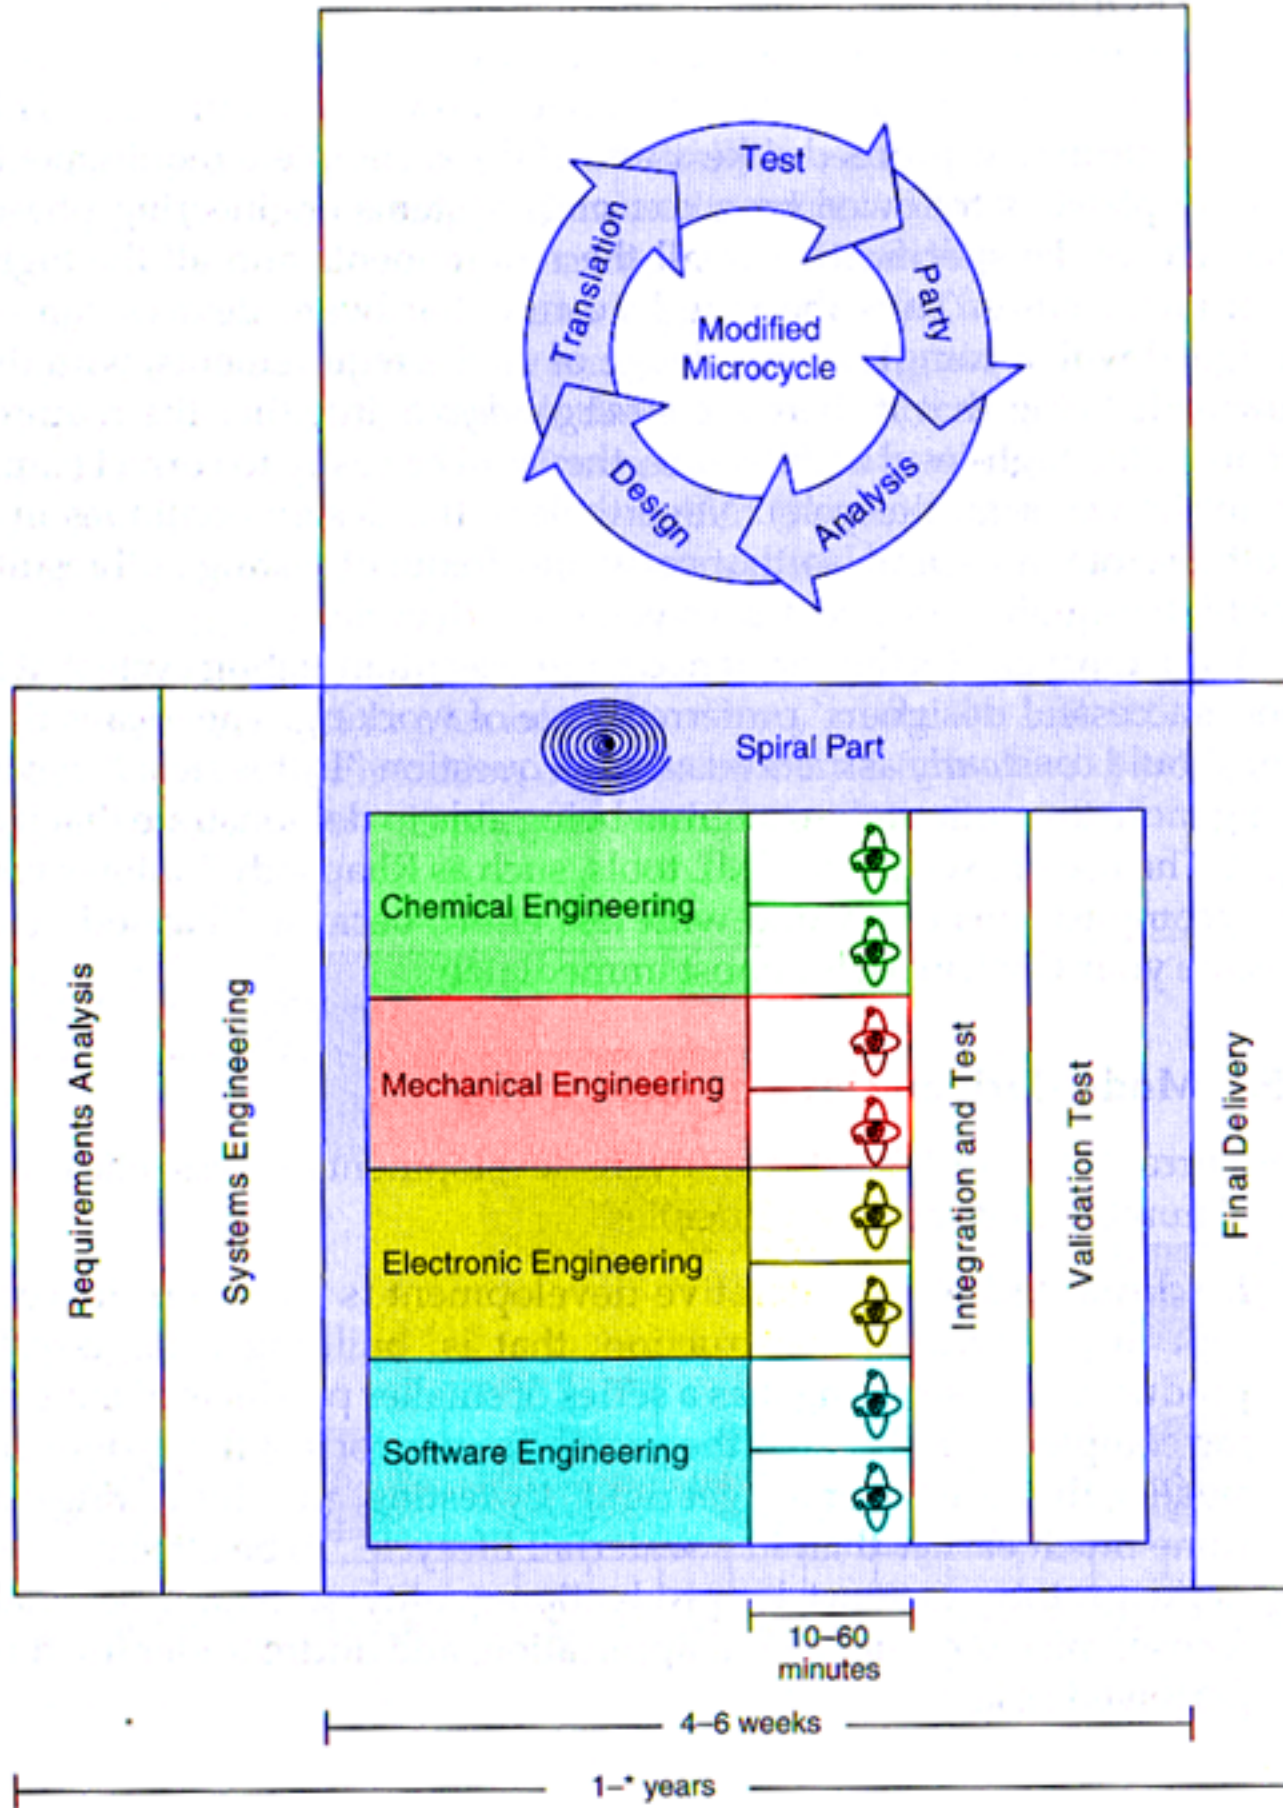 Test
Party
Analysis
Design
Translation
Modified
Microcycle
Spiral Part
Requirements Analysis
Systems Engineering
Chemical Engineering
Mechanical Engineering
Electronic Engineering
Software Engineering
Integration and Test
Validation Test
Final Delivery
10–60
minutes
4–6 weeks
1–* years